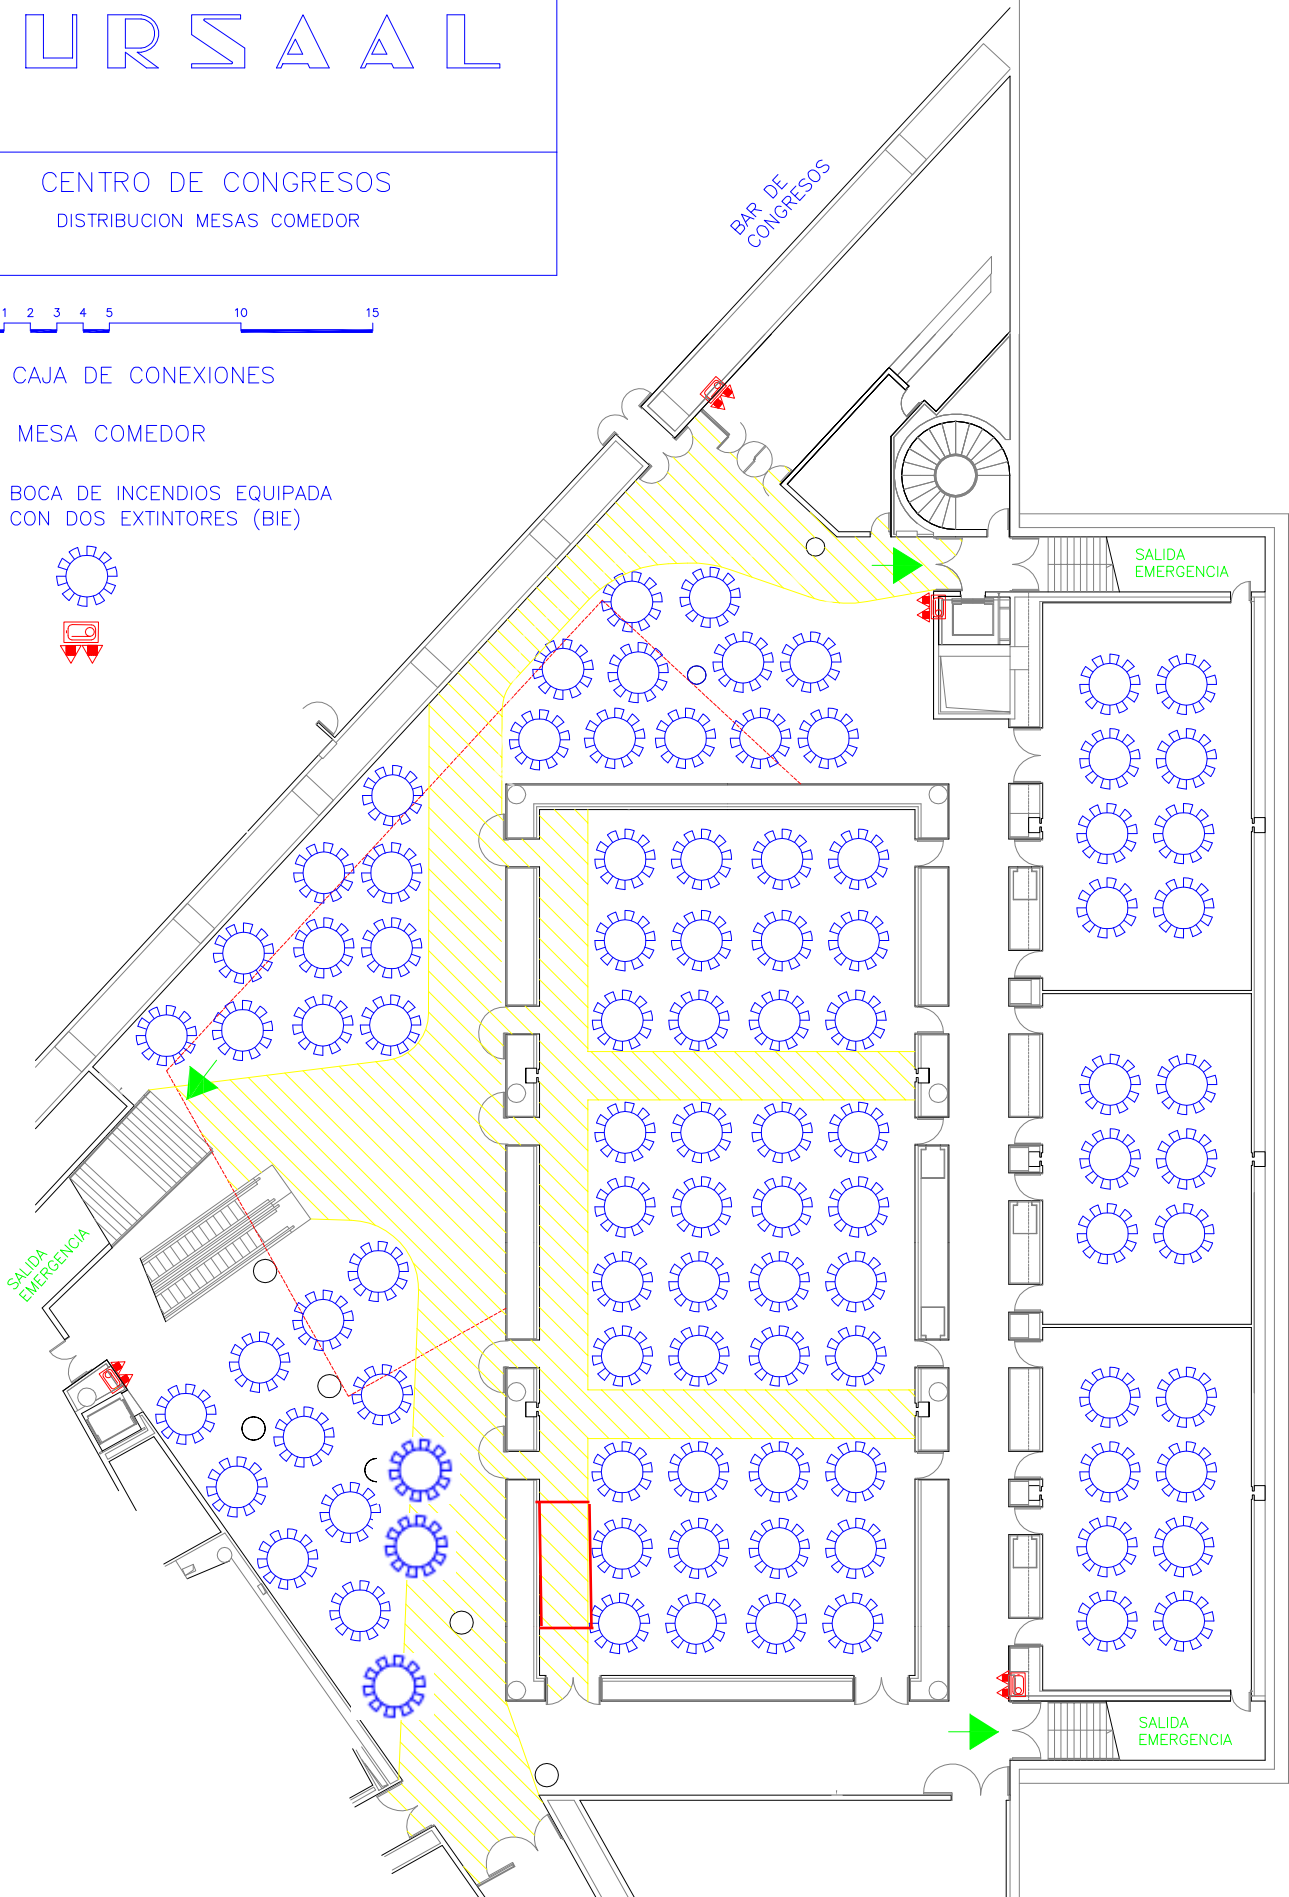 URSAAL
CENTRO DE CONGRESOS
DISTRIBUCION MESAS COMEDOR
1 2 3 4 5 10 15
CAJA DE CONEXIONES
MESA COMEDOR
BOCA DE INCENDIOS EQUIPADA
CON DOS EXTINTORES (BIE)
BAR DE
CONGRESOS
SALIDA
EMERGENCIA
SALIDA
EMERGENCIA
SALIDA
EMERGENCIA